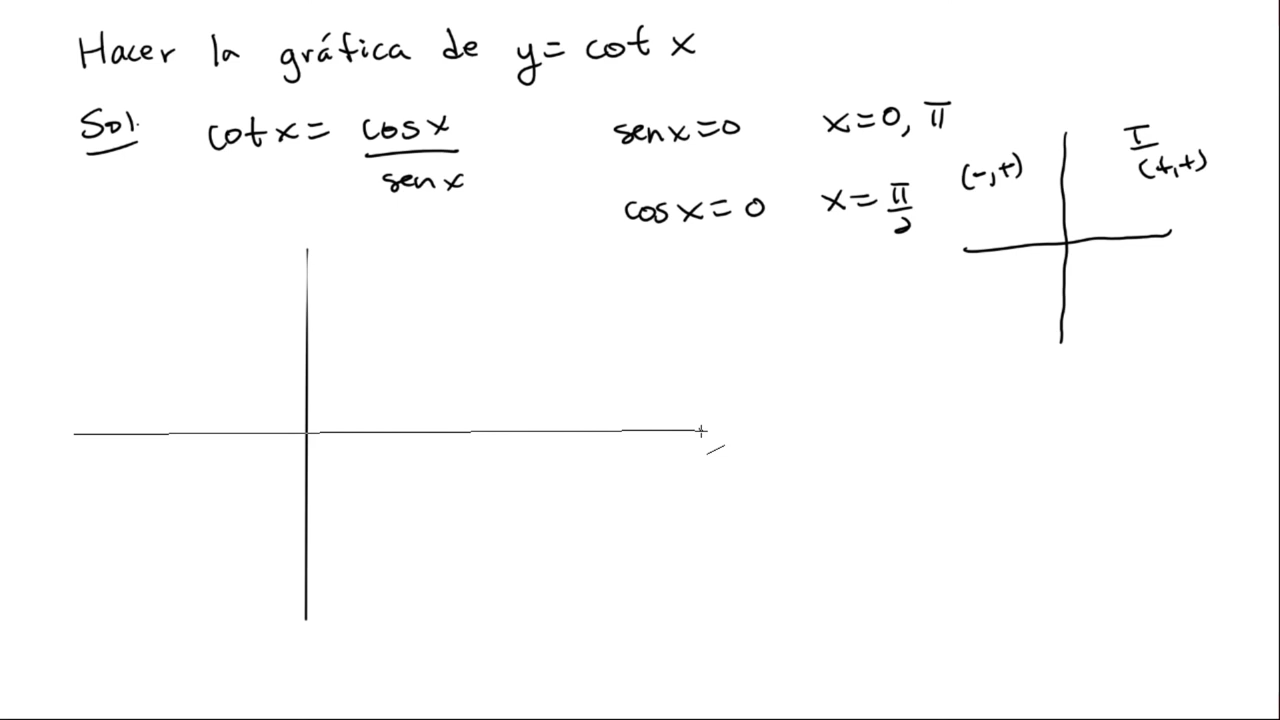 Hacer la gráfica de y = cot x
Sol. cot x = cos x / sen x
sen x = 0 x = 0, π
cos x = 0 x = π/2
(-,+) I (+,+)